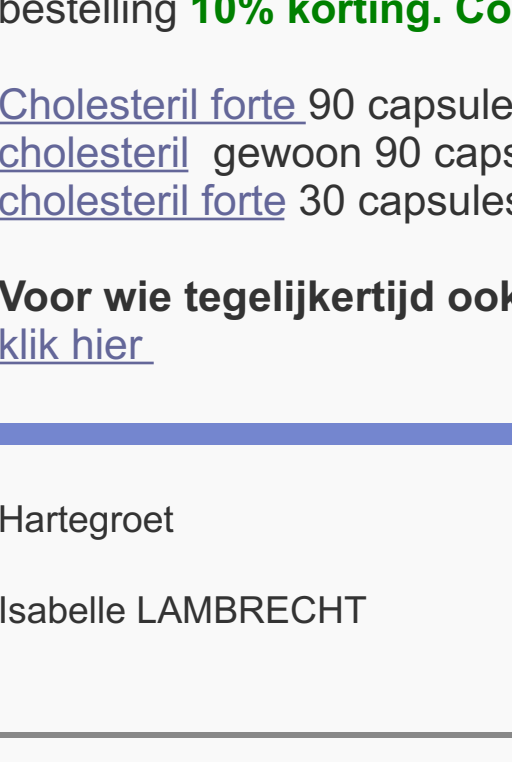 bestelling 10% korting. Co
Cholesteril forte 90 capsule
cholesteril gewoon 90 caps
cholesteril forte 30 capsules
Voor wie tegelijkertijd ook
klik hier
Hartegroet
Isabelle LAMBRECHT